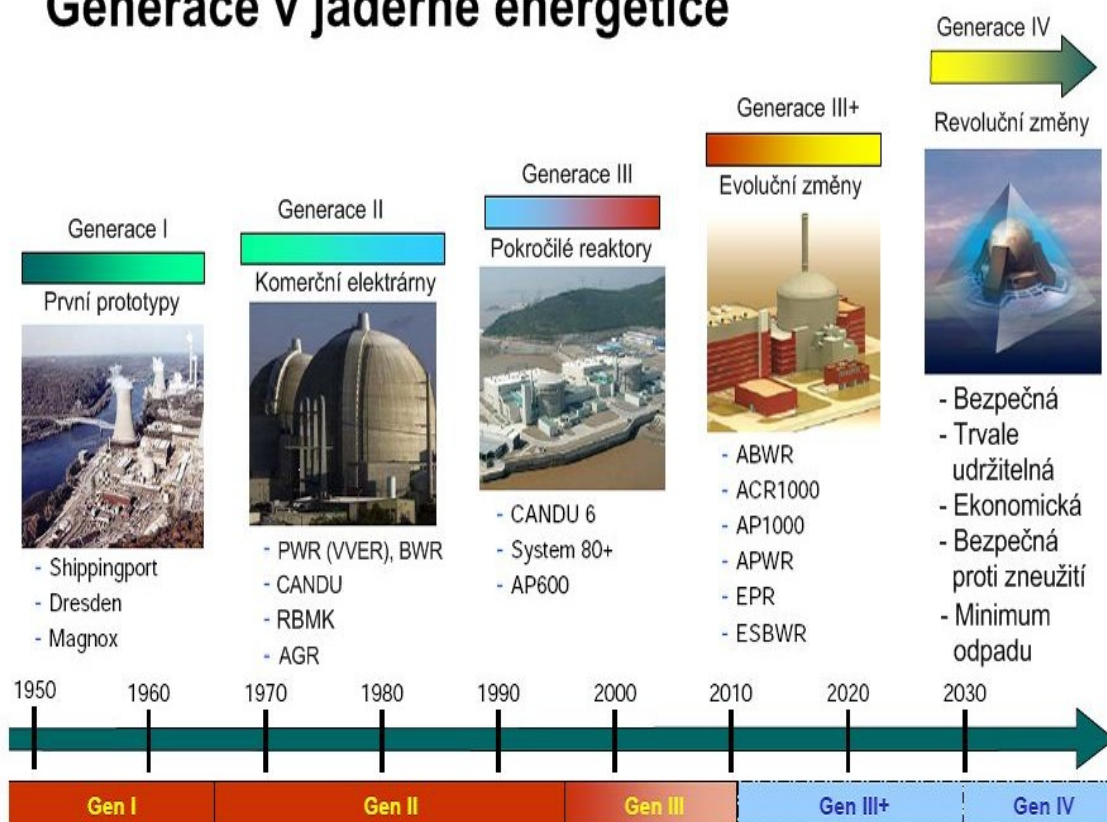 Generace v jaderné energetice
Generace I
První prototypy
- Shippingport
- Dresden
- Magnox
Generace II
Komerční elektrárny
- PWR (VVER), BWR
- CANDU
- RBMK
- AGR
Generace III
Pokročilé reaktory
- CANDU 6
- System 80+
- AP600
Generace III+
Evoluční změny
- ABWR
- ACR1000
- AP1000
- APWR
- EPR
- ESBWR
Generace IV
Revoluční změny
- Bezpečná
- Trvale
udržitelná
- Ekonomická
- Bezpečná
proti zneužití
- Minimum
odpadu
1950 1960 1970 1980 1990 2000 2010 2020 2030
Gen I Gen II Gen III Gen III+ Gen IV